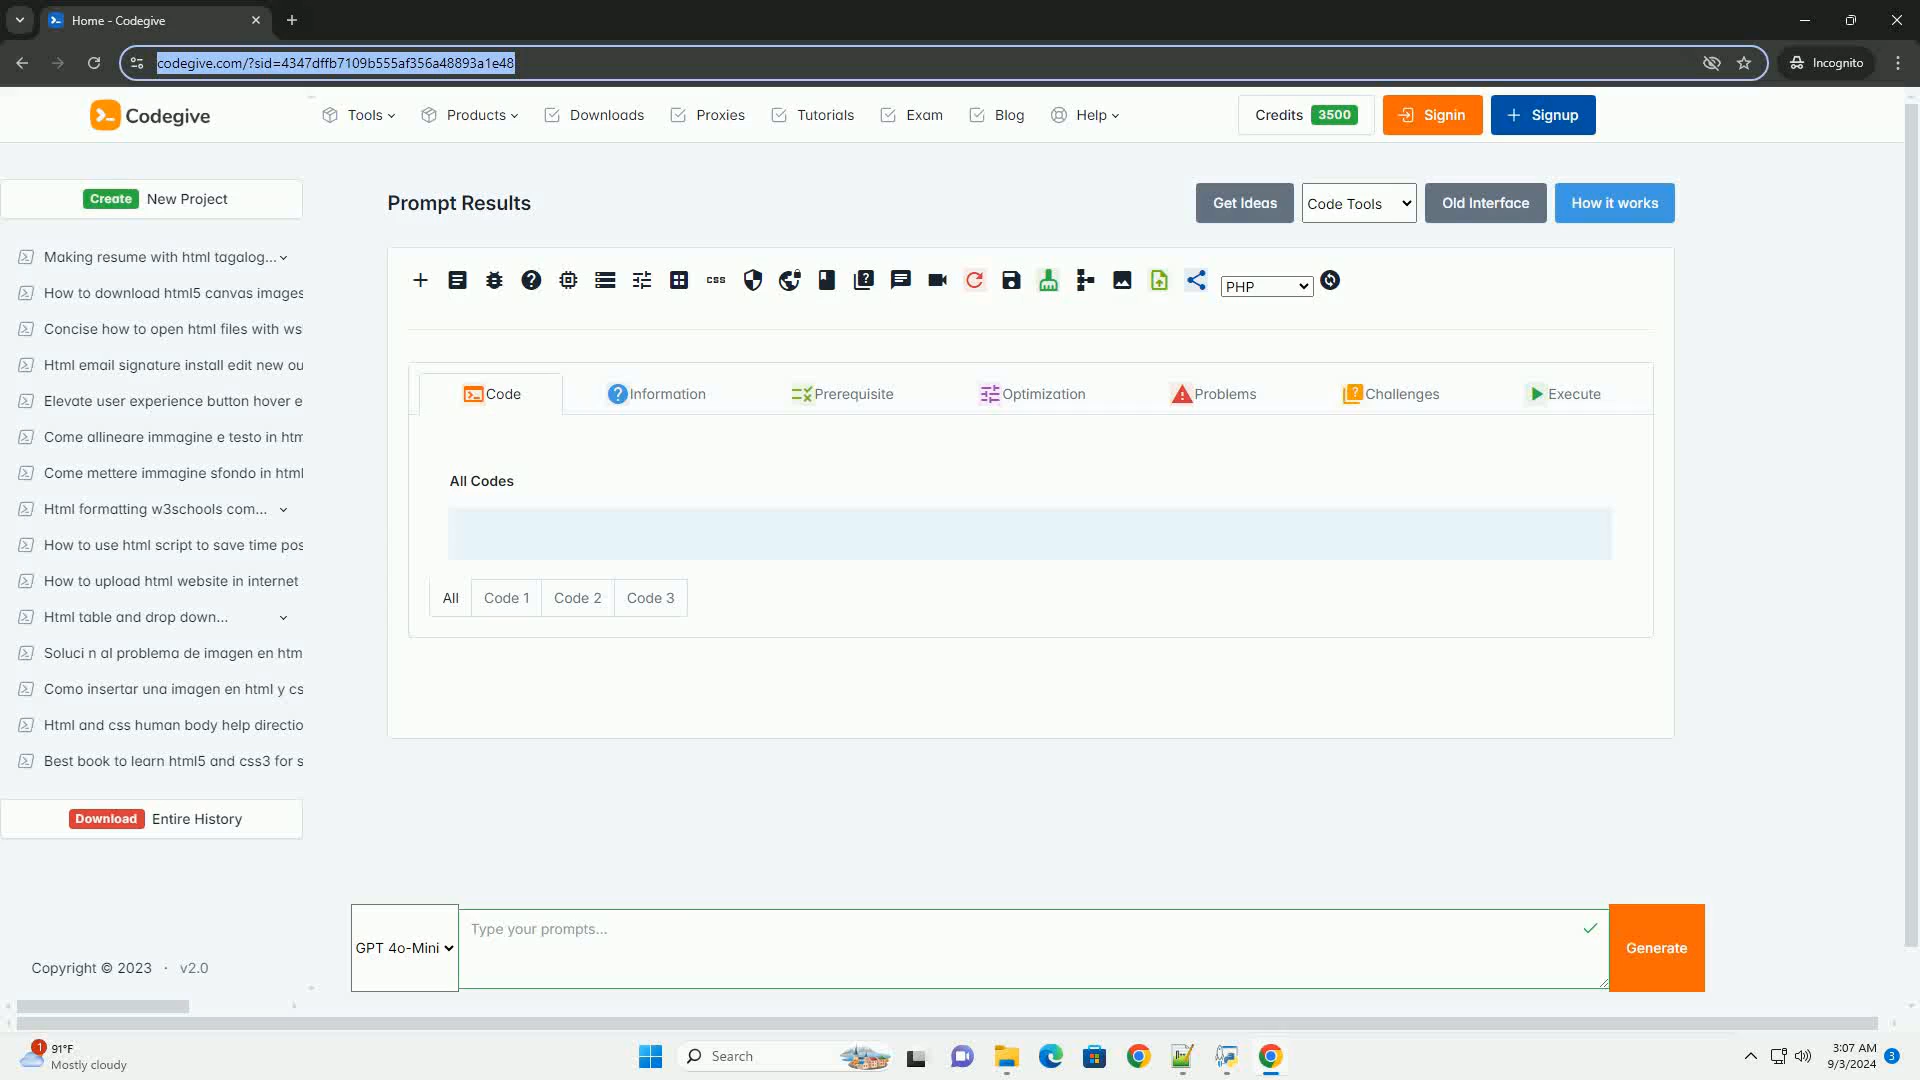 Home - Codegive
codegive.com/?sid=4347dffb7109b555af356a48893a1e48
Incognito
Codegive
Tools
Products
Downloads
Proxies
Tutorials
Exam
Blog
Help
Credits 3500
Signin
Signup
Create New Project
Making resume with html tagalog...
How to download html5 canvas images
Concise how to open html files with ws
Html email signature install edit new ou
Elevate user experience button hover e
Come allineare immagine e testo in htm
Come mettere immagine sfondo in html
Html formatting w3schools com...
How to use html script to save time pos
How to upload html website in internet
Html table and drop down...
Soluci n al problema de imagen en htm
Como insertar una imagen en html y cs
Html and css human body help directio
Best book to learn html5 and css3 for s
Download Entire History
Copyright © 2023 · v2.0
Prompt Results
Get Ideas
Code Tools
Old Interface
How it works
css
PHP
Code
Information
Prerequisite
Optimization
Problems
Challenges
Execute
All Codes
All
Code 1
Code 2
Code 3
GPT 4o-Mini
Type your prompts...
Generate
1
91°F
Mostly cloudy
Search
3:07 AM
9/3/2024
3